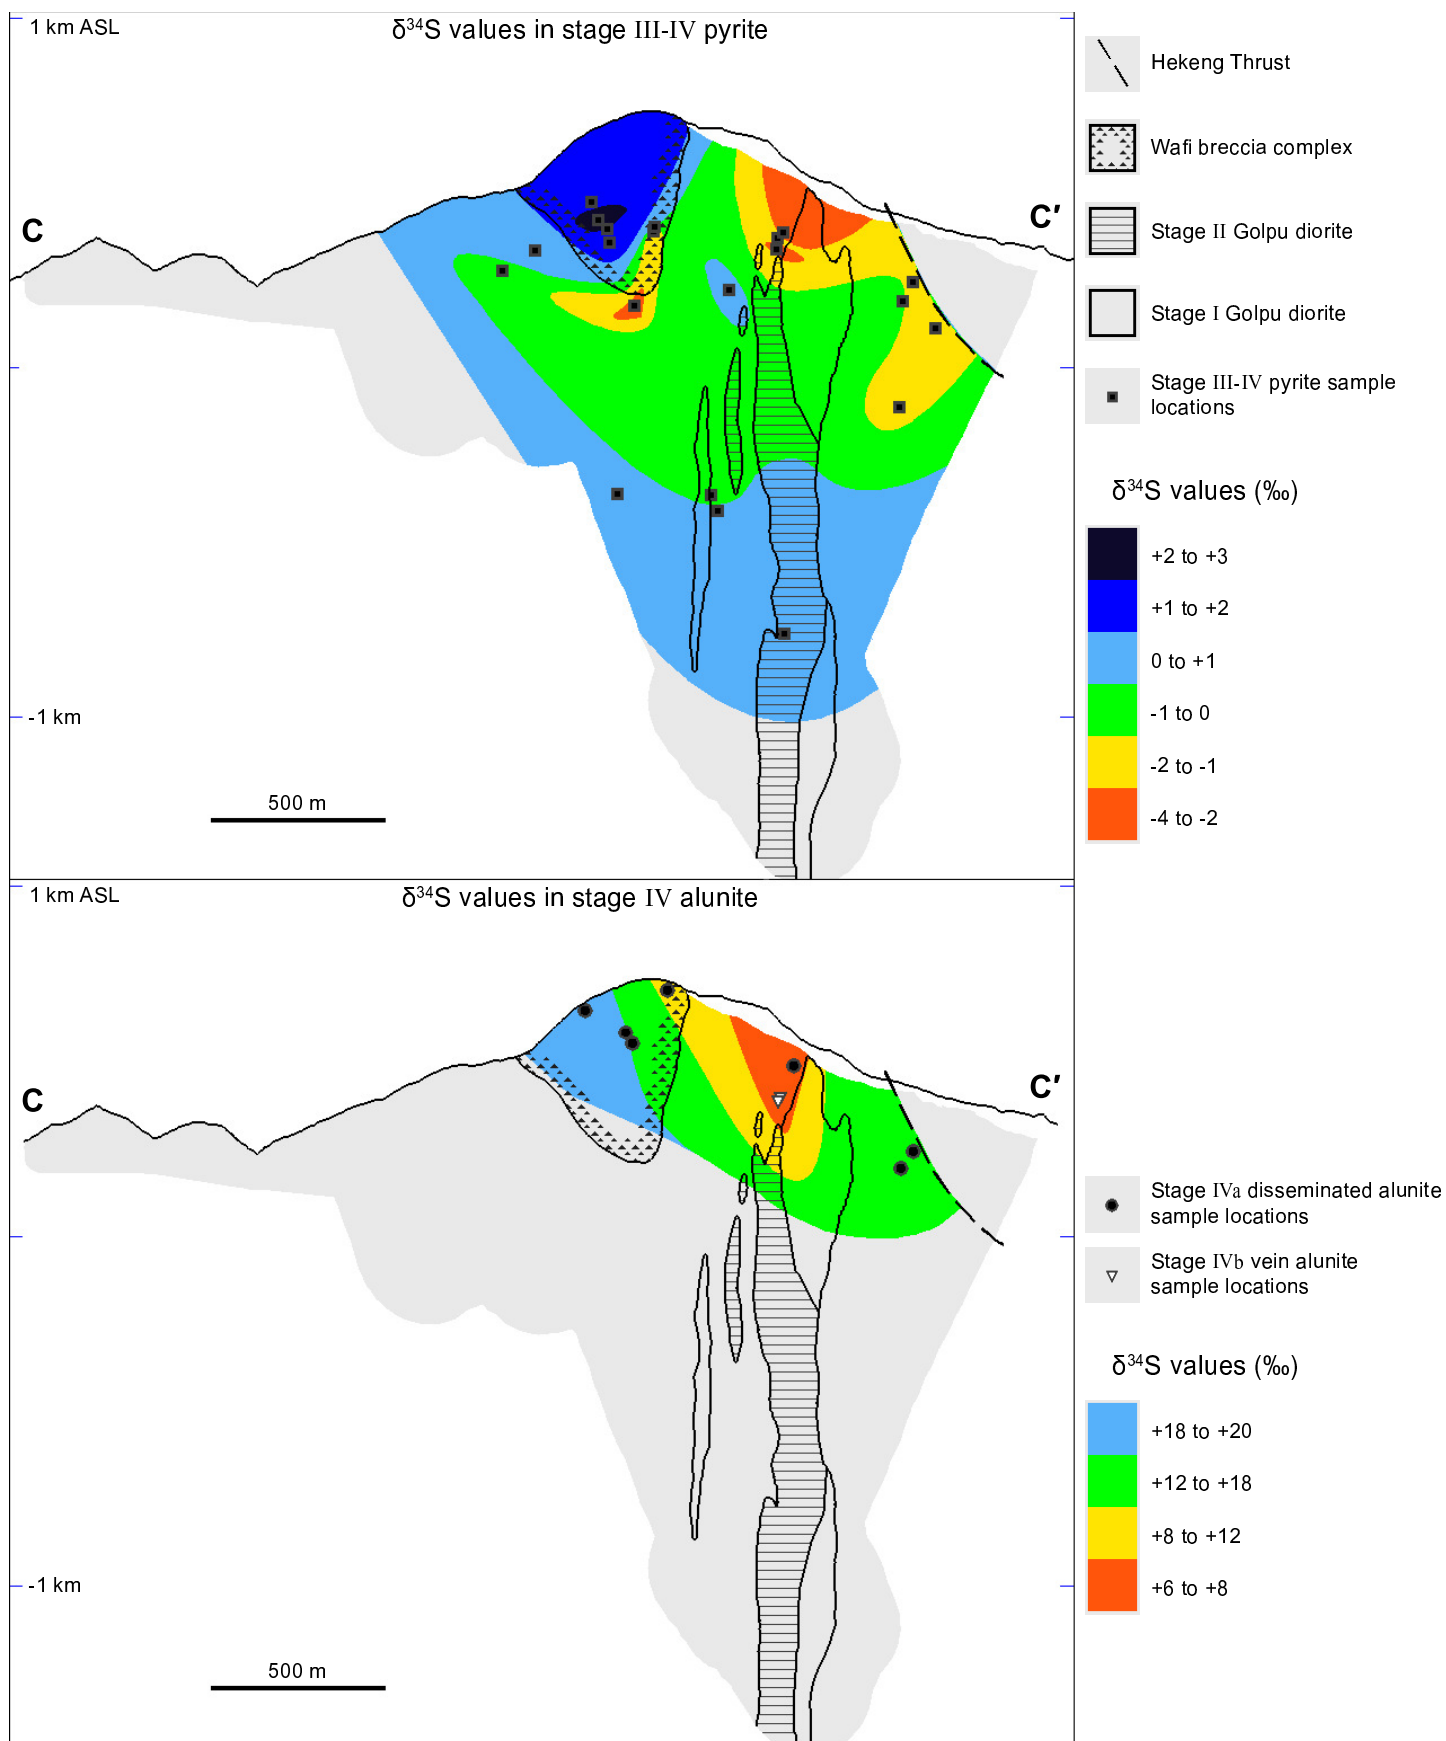 1 km ASL
δ³⁴S values in stage III-IV pyrite
C
C′
-1 km
500 m
Hekeng Thrust
Wafi breccia complex
Stage II Golpu diorite
Stage I Golpu diorite
Stage III-IV pyrite sample
locations
δ³⁴S values (‰)
+2 to +3
+1 to +2
0 to +1
-1 to 0
-2 to -1
-4 to -2
1 km ASL
δ³⁴S values in stage IV alunite
C
C′
-1 km
500 m
Stage IVa disseminated alunite
sample locations
Stage IVb vein alunite
sample locations
δ³⁴S values (‰)
+18 to +20
+12 to +18
+8 to +12
+6 to +8